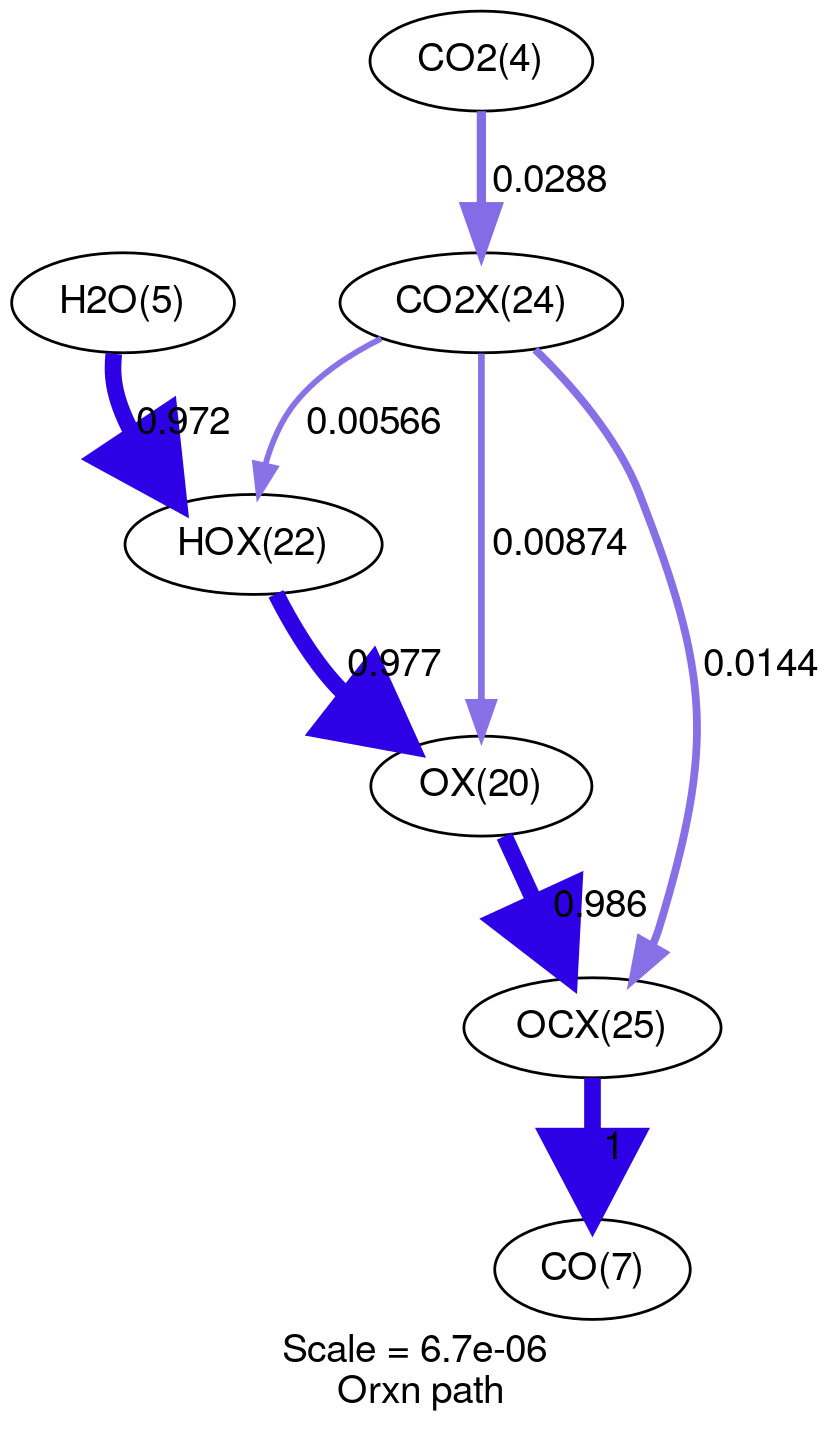 CO2(4)
0.0288
H2O(5)
CO2X(24)
0.972
0.00566
HOX(22)
0.00874
0.977
0.0144
OX(20)
0.986
OCX(25)
1
CO(7)
Scale = 6.7e-06
Orxn path